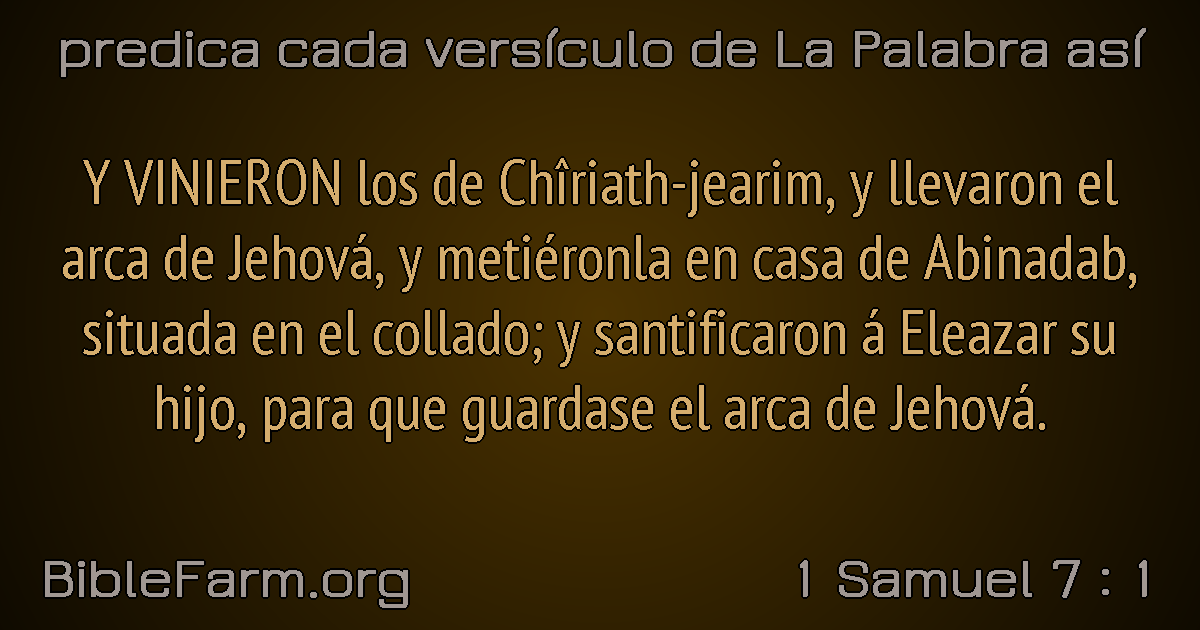 predica cada versículo de La Palabra así
Y VINIERON los de Chîriath-jearim, y llevaron el
arca de Jehová, y metiéronla en casa de Abinadab,
situada en el collado; y santificaron á Eleazar su
hijo, para que guardase el arca de Jehová.
BibleFarm.org
1 Samuel 7 : 1